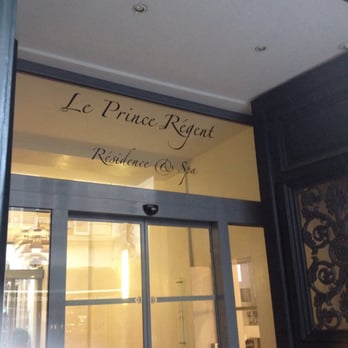 Le Prince Régent
Résidence & Spa